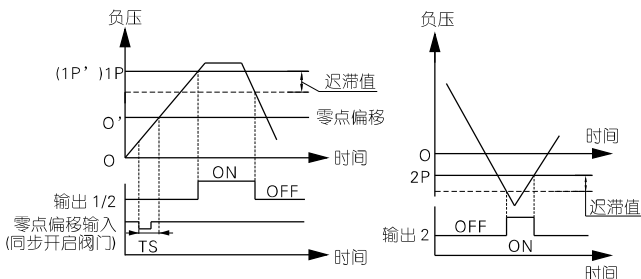 负压
(1P')1P
迟滞值
O'
零点偏移
O
时间
ON
输出 1/2
OFF
零点偏移输入
(同步开启阀门)
TS
时间
负压
时间
O
2P
迟滞值
OFF
输出 2
ON
时间